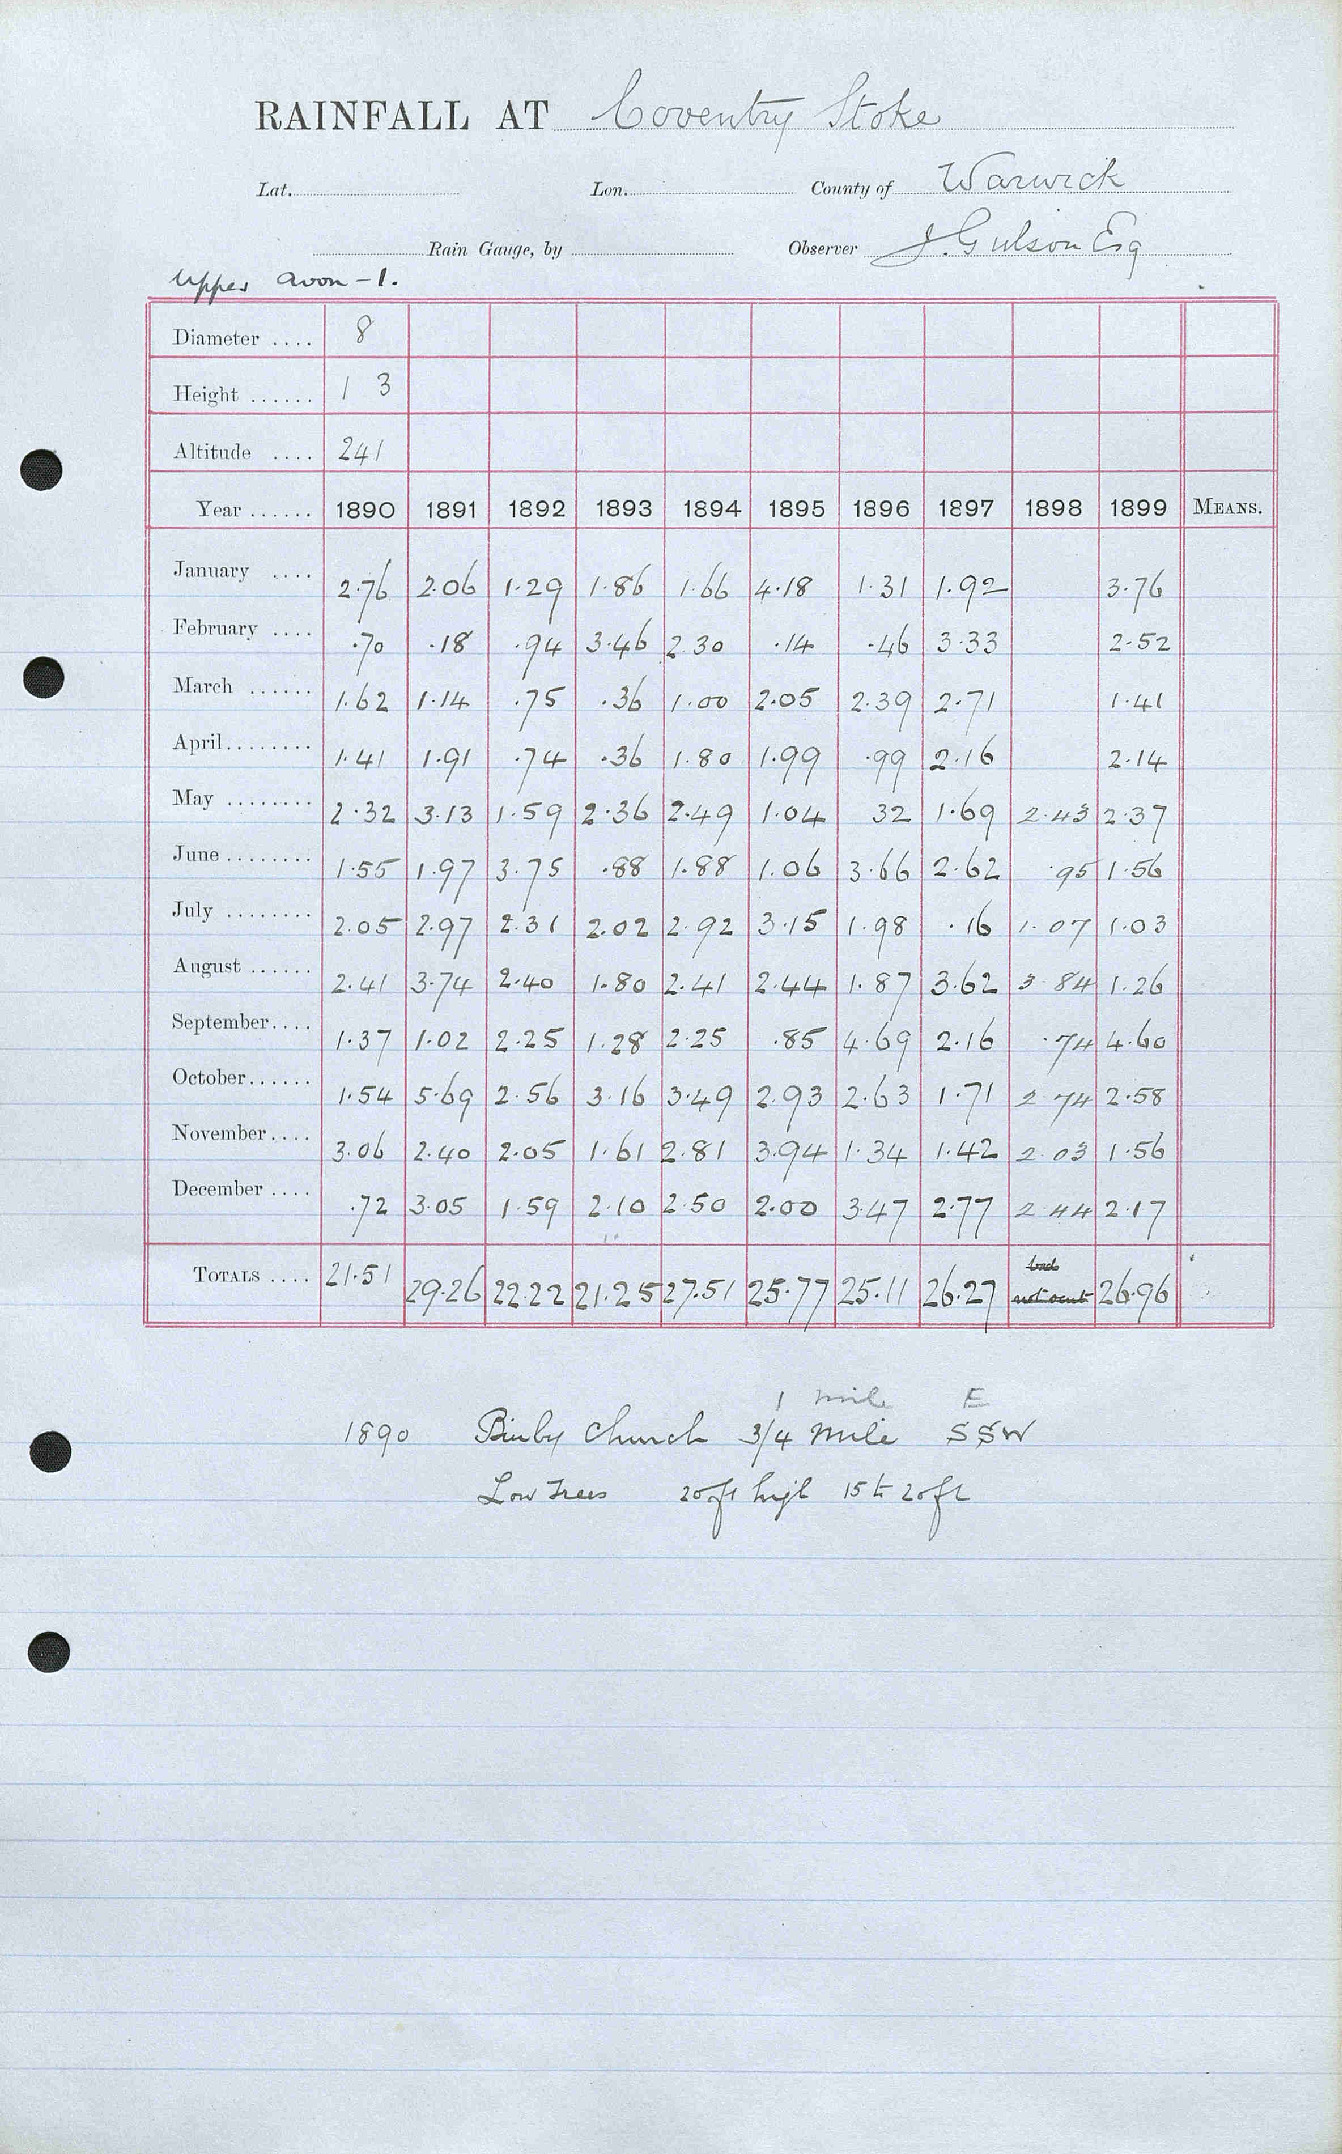 RAINFALL AT Coventry Stoke
Lat. Lon. County of Warwick
Rain Gauge, by Observer J. Gulson Esq
Upper Avon - 1.
Diameter .... 8
Height ...... 1 3
Altitude .... 241
Year ...... 1890 1891 1892 1893 1894 1895 1896 1897 1898 1899 MEANS.
January .... 2.76 2.06 1.29 1.86 1.66 4.18 1.31 1.92 3.76
February .... .70 .18 .94 3.46 2.30 .14 .46 3.33 2.52
March ...... 1.62 1.14 .75 .36 1.00 2.05 2.39 2.71 1.41
April ........ 1.41 1.91 .74 .36 1.80 1.99 .99 2.16 2.14
May ........ 2.32 3.13 1.59 2.36 2.49 1.04 32 1.69 2.43 2.37
June ........ 1.55 1.97 3.75 .88 1.88 1.06 3.66 2.62 .95 1.56
July ........ 2.05 2.97 2.31 2.02 2.92 3.15 1.98 .16 1.07 1.03
August ...... 2.41 3.74 2.40 1.80 2.41 2.44 1.87 3.62 3.84 1.26
September .... 1.37 1.02 2.25 1.28 2.25 .85 4.69 2.16 .74 4.60
October ...... 1.54 5.69 2.56 3.16 3.49 2.93 2.63 1.71 2.74 2.58
November .... 3.06 2.40 2.05 1.61 2.81 3.94 1.34 1.42 2.03 1.56
December .... .72 3.05 1.59 2.10 2.50 2.00 3.47 2.77 2.44 2.17
TOTALS .... 21.51 29.26 22.22 21.25 27.51 25.77 25.11 26.27 26.96
1 mile E
1890 Binley Church 3/4 Mile SSW
Low Trees 20ft high 15 to 20ft